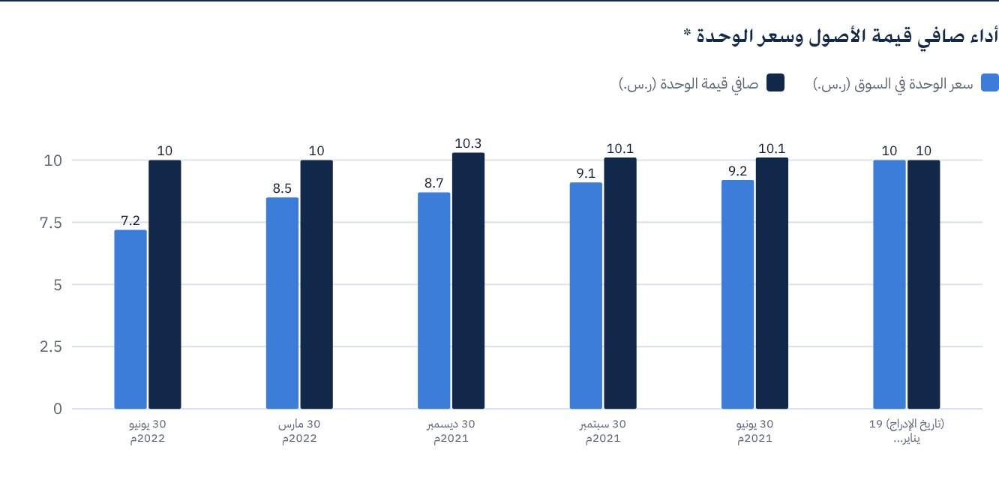 أداء صافي قيمة الأصول وسعر الوحدة *
سعر الوحدة في السوق (ر.س.)
صافي قيمة الوحدة (ر.س.)
10
7.5
5
2.5
0
10 10
9.2 10.1
9.1 10.1
8.7 10.3
8.5 10
7.2 10
(تاريخ الإدراج) 19
يناير...
30 يونيو
2021م
30 سبتمبر
2021م
30 ديسمبر
2021م
30 مارس
2022م
30 يونيو
2022م